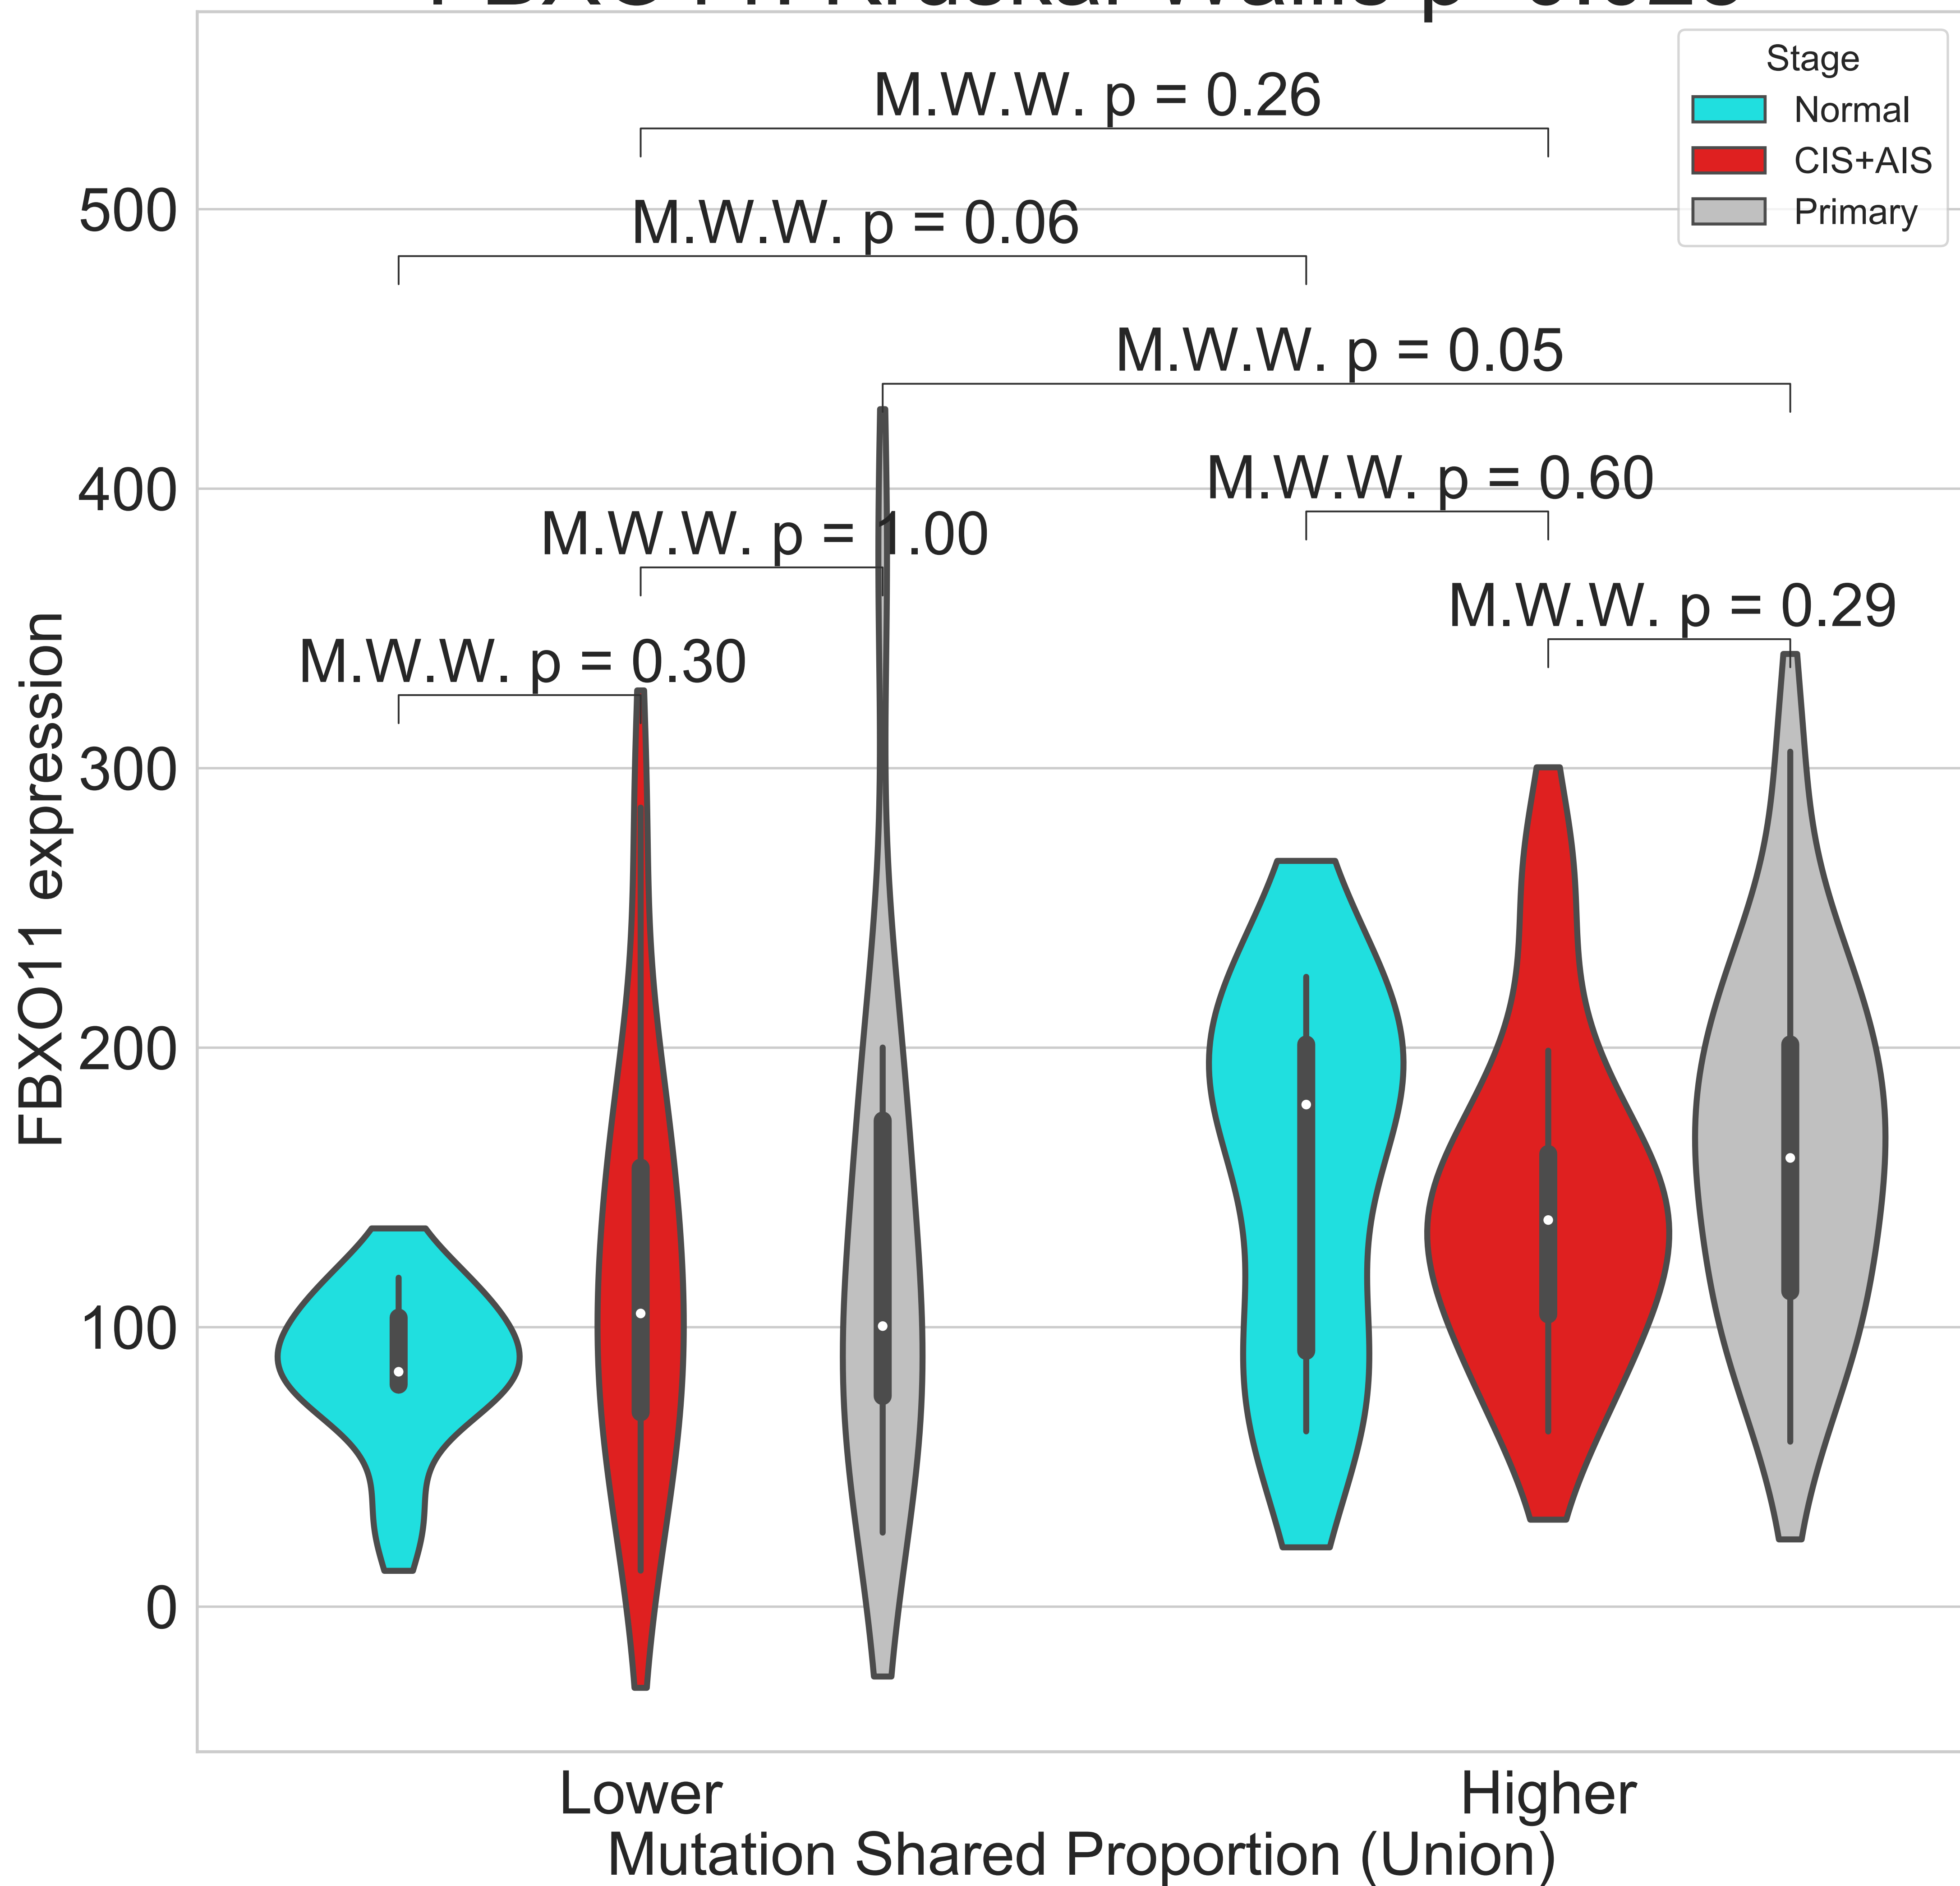 Stage
Normal
CIS+AIS
Primary
M.W.W. p = 0.26
M.W.W. p = 0.06
M.W.W. p = 0.05
M.W.W. p = 0.60
M.W.W. p = 1.00
M.W.W. p = 0.29
M.W.W. p = 0.30
500
400
300
200
100
0
FBXO11 expression
Lower
Higher
Mutation Shared Proportion (Union)